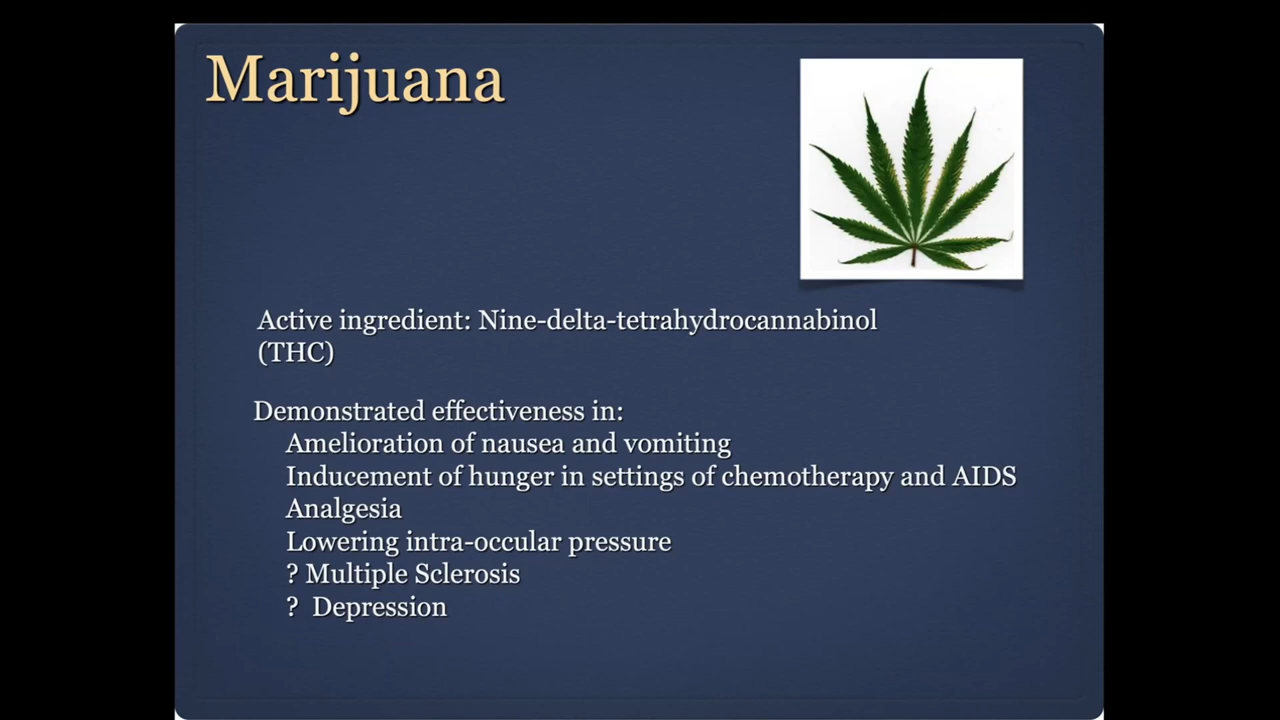 Marijuana
Active ingredient: Nine-delta-tetrahydrocannabinol
(THC)
Demonstrated effectiveness in:
Amelioration of nausea and vomiting
Inducement of hunger in settings of chemotherapy and AIDS
Analgesia
Lowering intra-occular pressure
? Multiple Sclerosis
? Depression